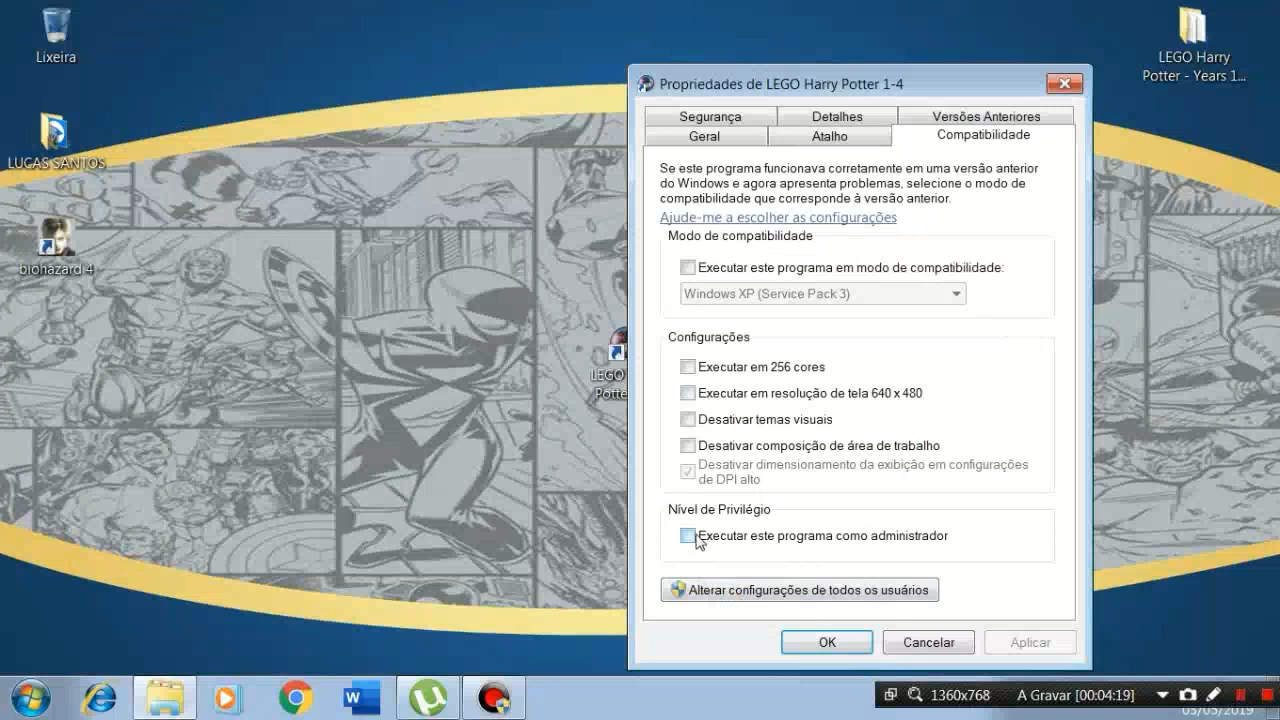 Lixeira
LUCAS SANTOS
biohazard 4
LEGO Harry
Potter - Years 1...
LEGO
Potte
Propriedades de LEGO Harry Potter 1-4
Segurança
Detalhes
Versões Anteriores
Geral
Atalho
Compatibilidade
Se este programa funcionava corretamente em uma versão anterior
do Windows e agora apresenta problemas, selecione o modo de
compatibilidade que corresponde à versão anterior.
Ajude-me a escolher as configurações
Modo de compatibilidade
Executar este programa em modo de compatibilidade:
Windows XP (Service Pack 3)
Configurações
Executar em 256 cores
Executar em resolução de tela 640 x 480
Desativar temas visuais
Desativar composição de área de trabalho
Desativar dimensionamento da exibição em configurações
de DPI alto
Nível de Privilégio
Executar este programa como administrador
Alterar configurações de todos os usuários
OK
Cancelar
Aplicar
1360x768
A Gravar [00:04:19]
03/05/2019